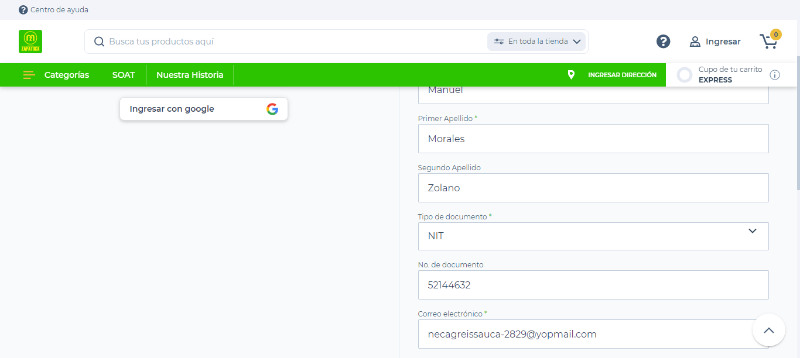 Centro de ayuda
Busca tus productos aquí
En toda la tienda
Ingresar
0
Categorías
SOAT
Nuestra Historia
INGRESAR DIRECCIÓN
Cupo de tu carrito
EXPRESS
Ingresar con google
Manuel
Primer Apellido *
Morales
Segundo Apellido
Zolano
Tipo de documento *
NIT
No. de documento
52144632
Correo electrónico *
necagreissauca-2829@yopmail.com